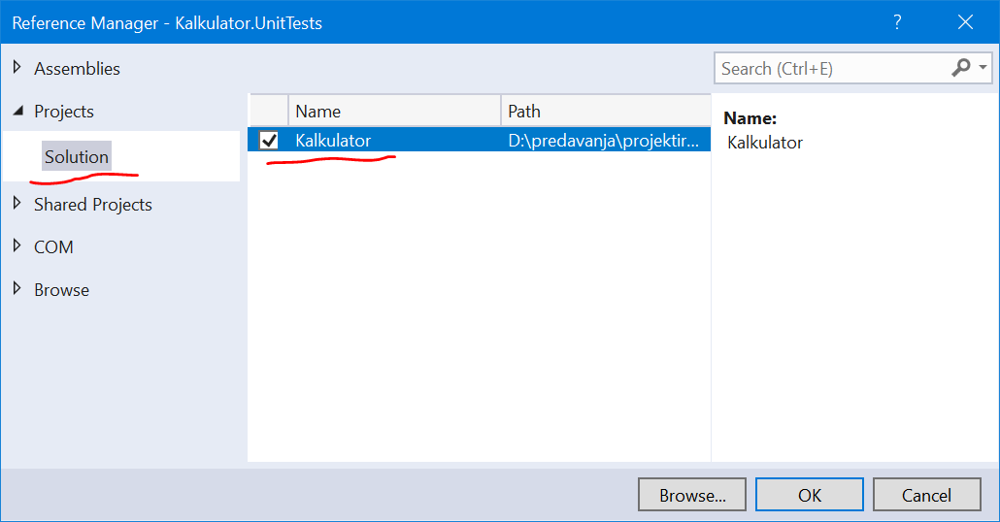 Reference Manager - Kalkulator.UnitTests
?
Assemblies
Search (Ctrl+E)
Projects
Name Path
Name:
Kalkulator D:\predavanja\projektir...
Kalkulator
Solution
Shared Projects
COM
Browse
Browse... OK Cancel